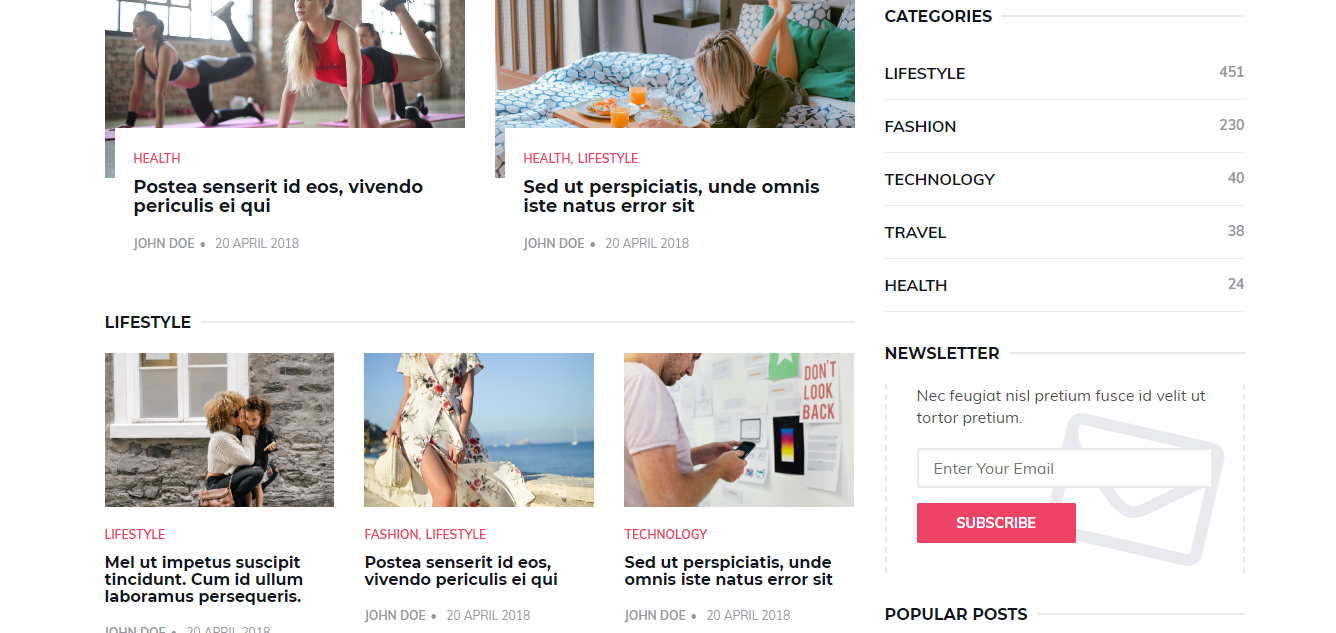 HEALTH
Postea senserit id eos, vivendo
periculis ei qui
JOHN DOE • 20 APRIL 2018
HEALTH, LIFESTYLE
Sed ut perspiciatis, unde omnis
iste natus error sit
JOHN DOE • 20 APRIL 2018
LIFESTYLE
DON'T
LOOK
BACK
LIFESTYLE
Mel ut impetus suscipit
tincidunt. Cum id ullum
laboramus persequeris.
JOHN DOE • 20 APRIL 2018
FASHION, LIFESTYLE
Postea senserit id eos,
vivendo periculis ei qui
JOHN DOE • 20 APRIL 2018
TECHNOLOGY
Sed ut perspiciatis, unde
omnis iste natus error sit
JOHN DOE • 20 APRIL 2018
CATEGORIES
LIFESTYLE 451
FASHION 230
TECHNOLOGY 40
TRAVEL 38
HEALTH 24
NEWSLETTER
Nec feugiat nisl pretium fusce id velit ut
tortor pretium.
Enter Your Email
SUBSCRIBE
POPULAR POSTS